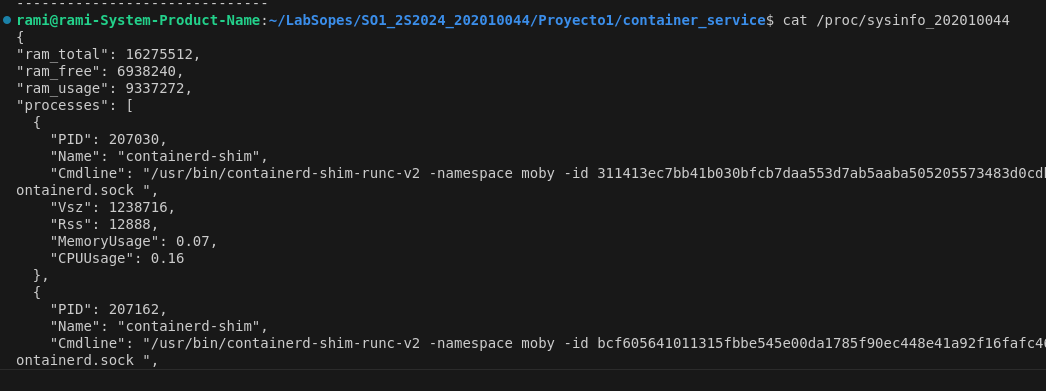 ------------------------------
rami@rami-System-Product-Name:~/LabSopes/SO1_2S2024_202010044/Proyecto1/container_service$ cat /proc/sysinfo_202010044
{
"ram_total": 16275512,
"ram_free": 6938240,
"ram_usage": 9337272,
"processes": [
  {
    "PID": 207030,
    "Name": "containerd-shim",
    "Cmdline": "/usr/bin/containerd-shim-runc-v2 -namespace moby -id 311413ec7bb41b030bfcb7daa553d7ab5aaba505205573483d0cd
ontainerd.sock ",
    "Vsz": 1238716,
    "Rss": 12888,
    "MemoryUsage": 0.07,
    "CPUUsage": 0.16
  },
  {
    "PID": 207162,
    "Name": "containerd-shim",
    "Cmdline": "/usr/bin/containerd-shim-runc-v2 -namespace moby -id bcf605641011315fbbe545e00da1785f90ec448e41a92f16fafc4
ontainerd.sock ",